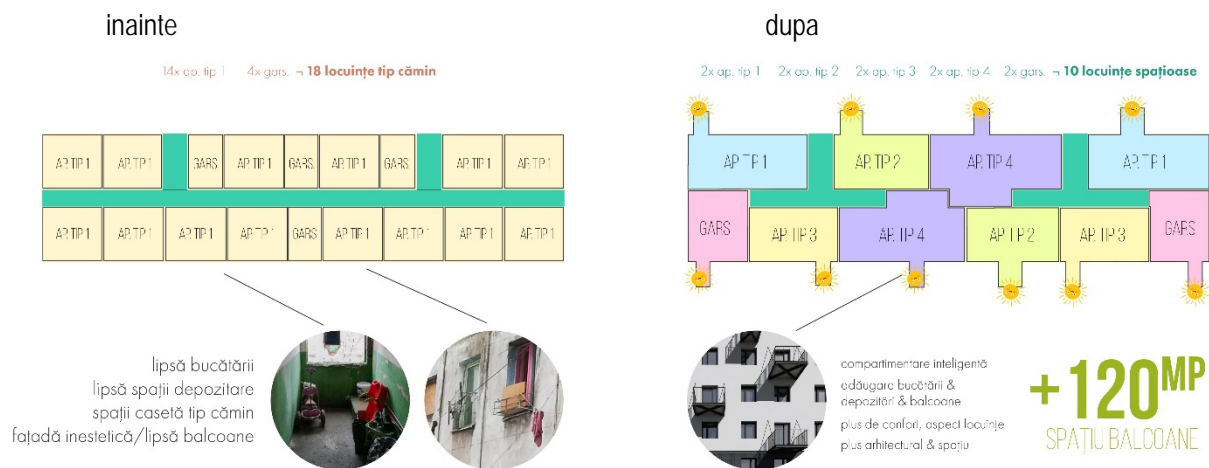 inainte
14x ap. tip 1 4x gars. ¬ 18 locuințe tip cămin
AP. TIP 1 AP. TIP 1 GARS AP. TIP 1 GARS AP. TIP 1 GARS AP. TIP 1 AP. TIP 1
AP. TIP 1 AP. TIP 1 AP. TIP 1 AP. TIP 1 GARS AP. TIP 1 AP. TIP 1 AP. TIP 1 AP. TIP 1
lipsă bucătării
lipsă spații depozitare
spații casetă tip cămin
fațadă inestetică/lipsă balcoane
dupa
2x ap. tip 1 2x ap. tip 2 2x ap. tip 3 2x ap. tip 4 2x gars. ¬ 10 locuințe spațioase
AP. TIP 1 AP. TIP 2 AP. TIP 4 AP. TIP 1
GARS AP. TIP 3 AP. TIP 4 AP. TIP 2 AP. TIP 3 GARS
compartimentare inteligentă
adăugare bucătării &
depozitări & balcoane
plus de confort, aspect locuințe
plus arhitectural & spațiu
+120MP
SPAȚIU BALCOANE